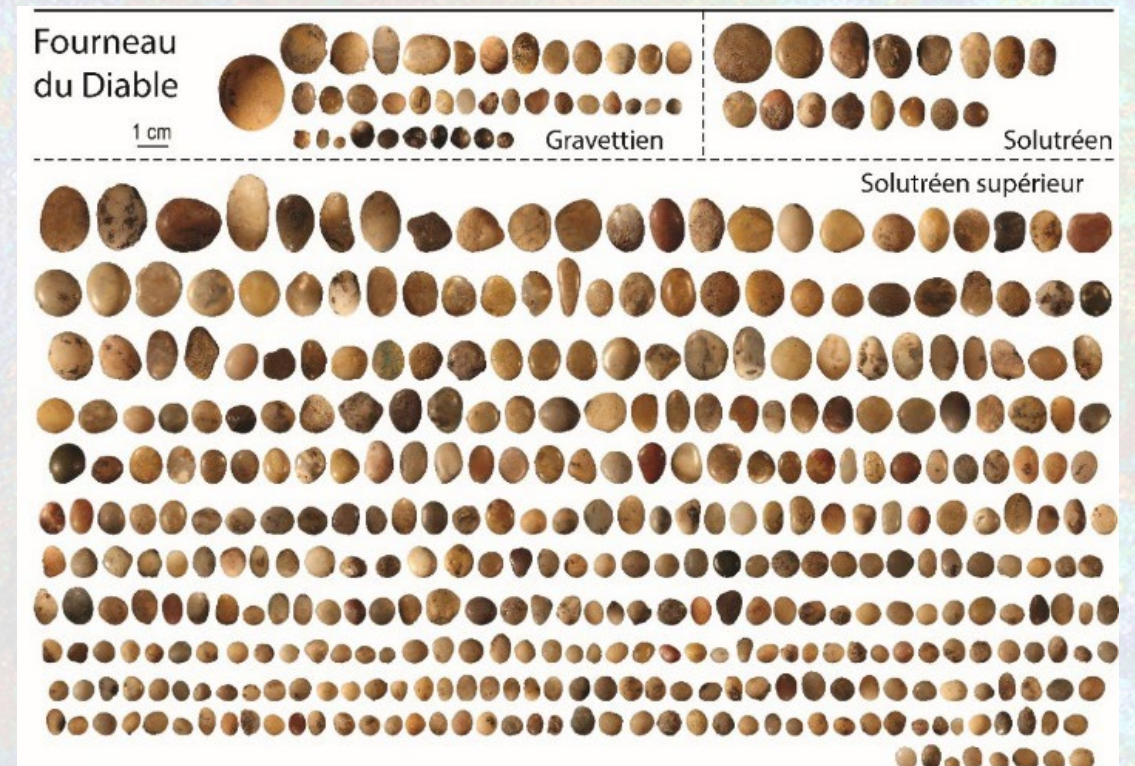 Fourneau
du Diable
1 cm
Gravettien
Solutréen
Solutréen supérieur